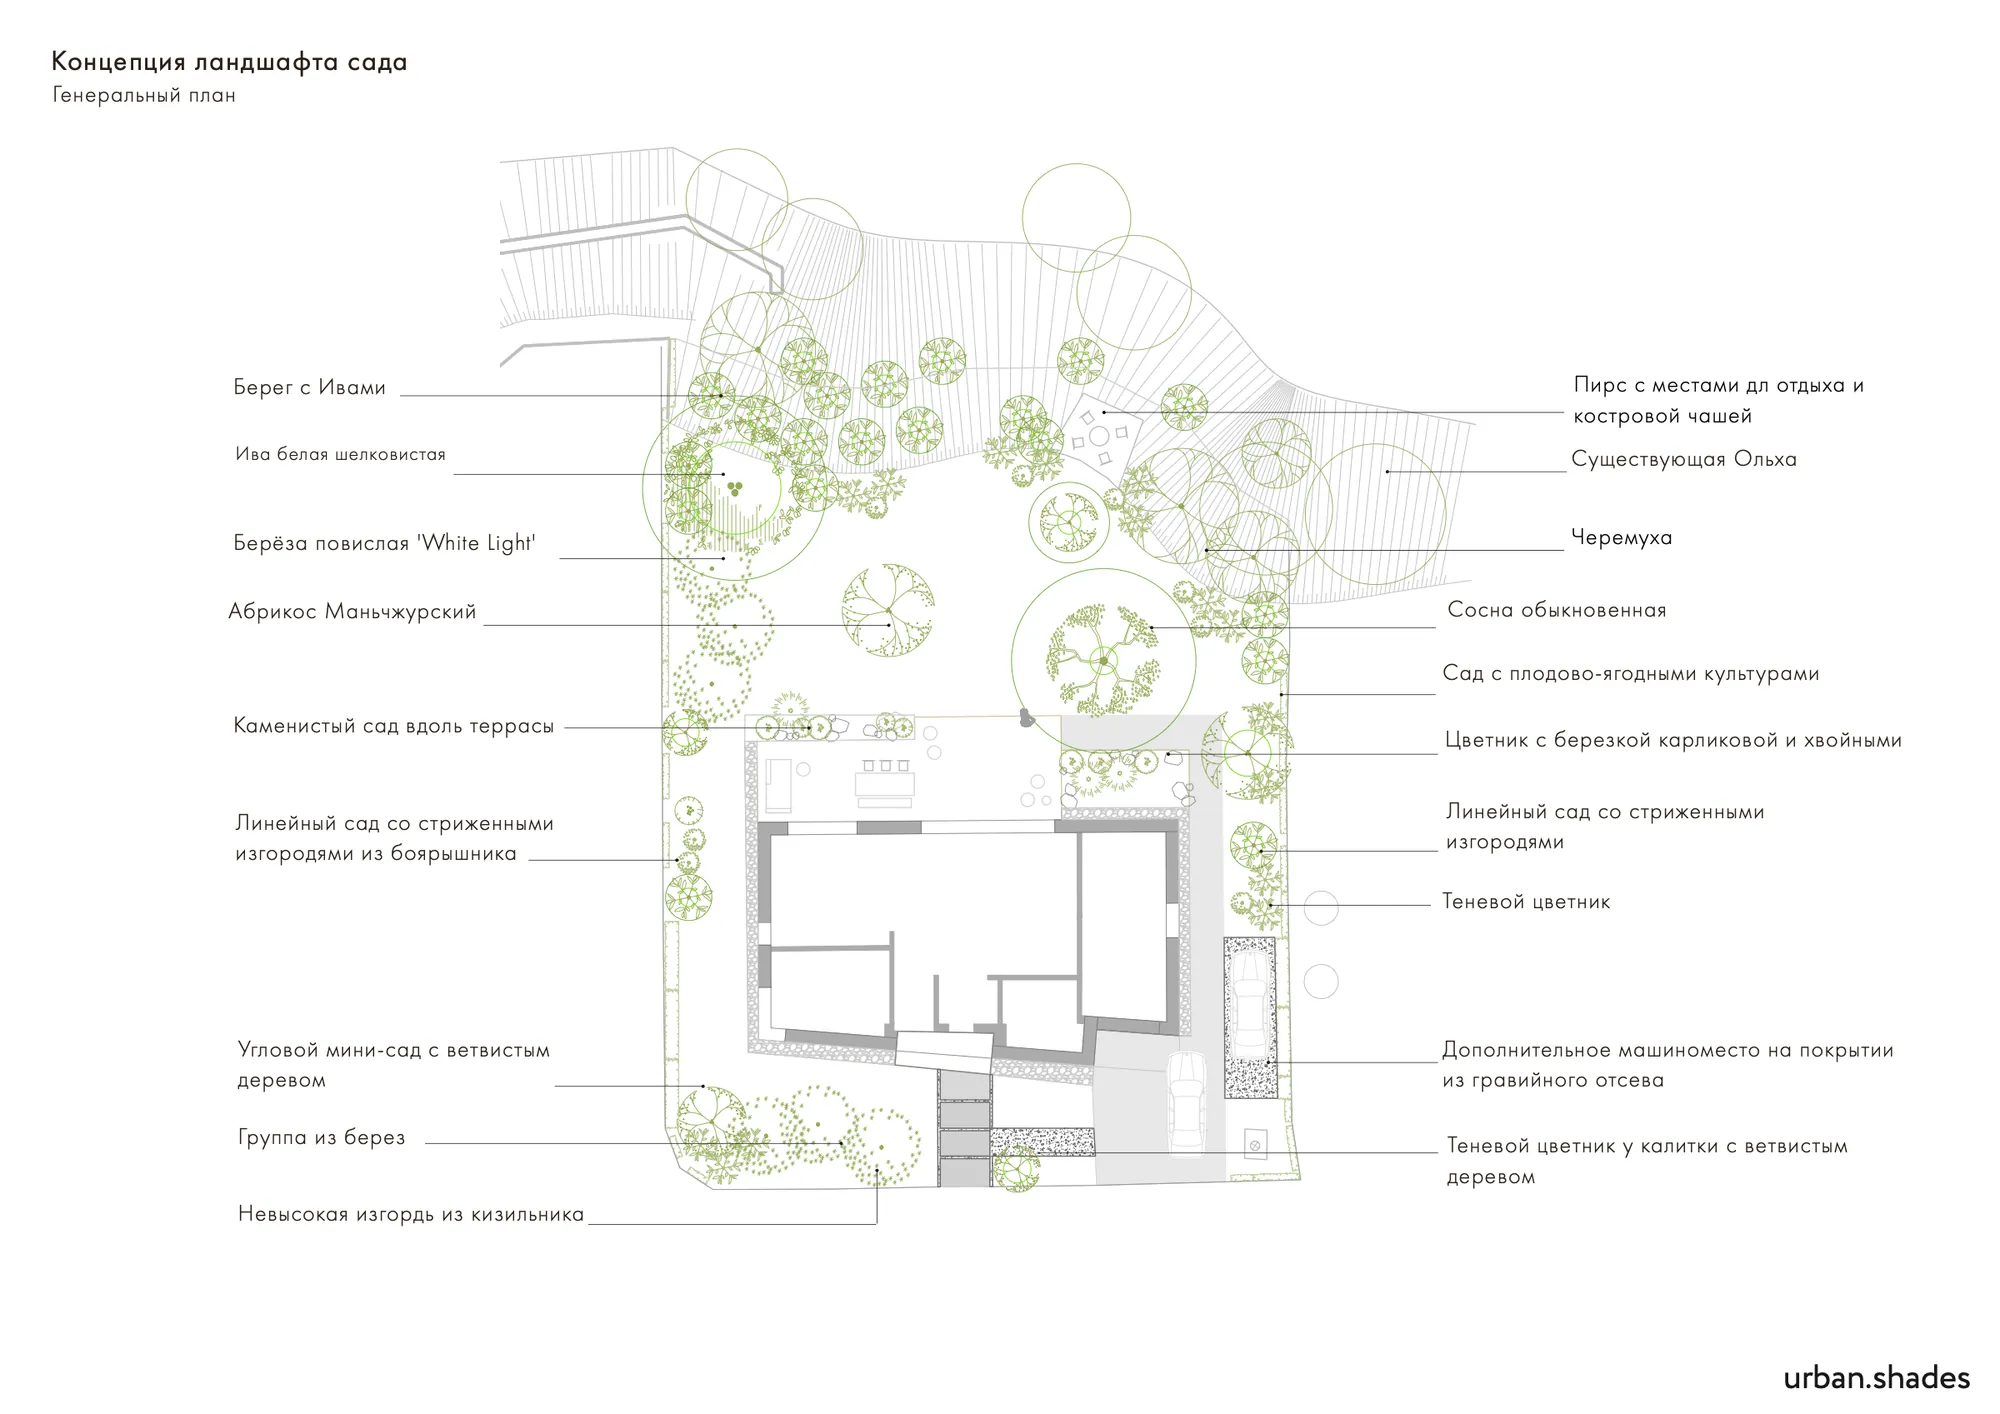 Концепция ландшафта сада
Генеральный план
Берег с Ивами
Ива белая шелковистая
Берёза повислая 'White Light'
Абрикос Маньчжурский
Каменистый сад вдоль террасы
Линейный сад со стриженными
изгородями из боярышника
Угловой мини-сад с ветвистым
деревом
Группа из берез
Невысокая изгордь из кизильника
Пирс с местами дл отдыха и
костровой чашей
Существующая Ольха
Черемуха
Сосна обыкновенная
Сад с плодово-ягодными культурами
Цветник с березкой карликовой и хвойными
Линейный сад со стриженными
изгородями
Теневой цветник
Дополнительное машиноместо на покрытии
из гравийного отсева
Теневой цветник у калитки с ветвистым
деревом
urban.shades